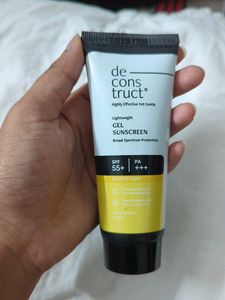 de
cons
truct®
Highly Effective Yet Gentle
Lightweight
GEL
SUNSCREEN
Broad Spectrum Protection
SPF
55+
PA
+++